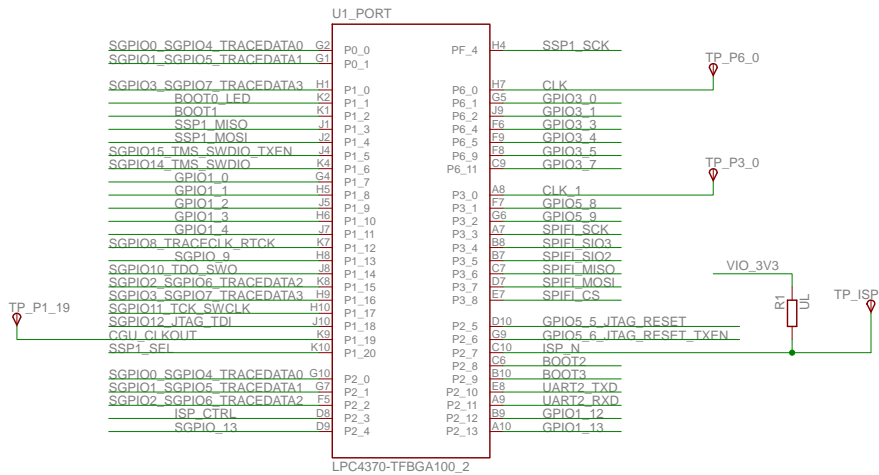 U1_PORT
SGPIO0_SGPIO4_TRACEDATA0 G2 P0_0 PF_4 H4 SSP1_SCK
SGPIO1_SGPIO5_TRACEDATA1 G1 P0_1
TP_P6_0
SGPIO3_SGPIO7_TRACEDATA3 H1 P1_0 P6_0 H7 CLK
BOOT0_LED K2 P1_1 P6_1 G5 GPIO3_0
BOOT1 K1 P1_2 P6_2 J9 GPIO3_1
SSP1_MISO J1 P1_3 P6_4 F6 GPIO3_3
SSP1_MOSI J2 P1_4 P6_5 F9 GPIO3_4
SGPIO15_TMS_SWDIO_TXEN J4 P1_5 P6_9 F8 GPIO3_5
SGPIO14_TMS_SWDIO K4 P1_6 P6_11 C9 GPIO3_7
TP_P3_0
GPIO1_0 G4 P1_7
GPIO1_1 H5 P1_8 P3_0 A8 CLK_1
GPIO1_2 J5 P1_9 P3_1 F7 GPIO5_8
GPIO1_3 H6 P1_10 P3_2 G6 GPIO5_9
GPIO1_4 J7 P1_11 P3_3 A7 SPIFI_SCK
SGPIO8_TRACECLK_RTCK K7 P1_12 P3_4 B8 SPIFI_SIO3
SGPIO_9 H8 P1_13 P3_5 B7 SPIFI_SIO2
SGPIO10_TDO_SWO J8 P1_14 P3_6 C7 SPIFI_MISO
VIO_3V3
SGPIO2_SGPIO6_TRACEDATA2 K8 P1_15 P3_7 D7 SPIFI_MOSI
SGPIO3_SGPIO7_TRACEDATA3 H9 P1_16 P3_8 E7 SPIFI_CS
TP_P1_19
R1
UL
TP_ISP
SGPIO11_TCK_SWCLK H10 P1_17
SGPIO12_JTAG_TDI J10 P1_18 P2_5 D10 GPIO5_5_JTAG_RESET
CGU_CLKOUT K9 P1_19 P2_6 G9 GPIO5_6_JTAG_RESET_TXEN
SSP1_SEL K10 P1_20 P2_7 C10 ISP_N
P2_8 C6 BOOT2
SGPIO0_SGPIO4_TRACEDATA0 G10 P2_0 P2_9 B10 BOOT3
SGPIO1_SGPIO5_TRACEDATA1 G7 P2_1 P2_10 E8 UART2_TXD
SGPIO2_SGPIO6_TRACEDATA2 F5 P2_2 P2_11 A9 UART2_RXD
ISP_CTRL D8 P2_3 P2_12 B9 GPIO1_12
SGPIO_13 D9 P2_4 P2_13 A10 GPIO1_13
LPC4370-TFBGA100_2